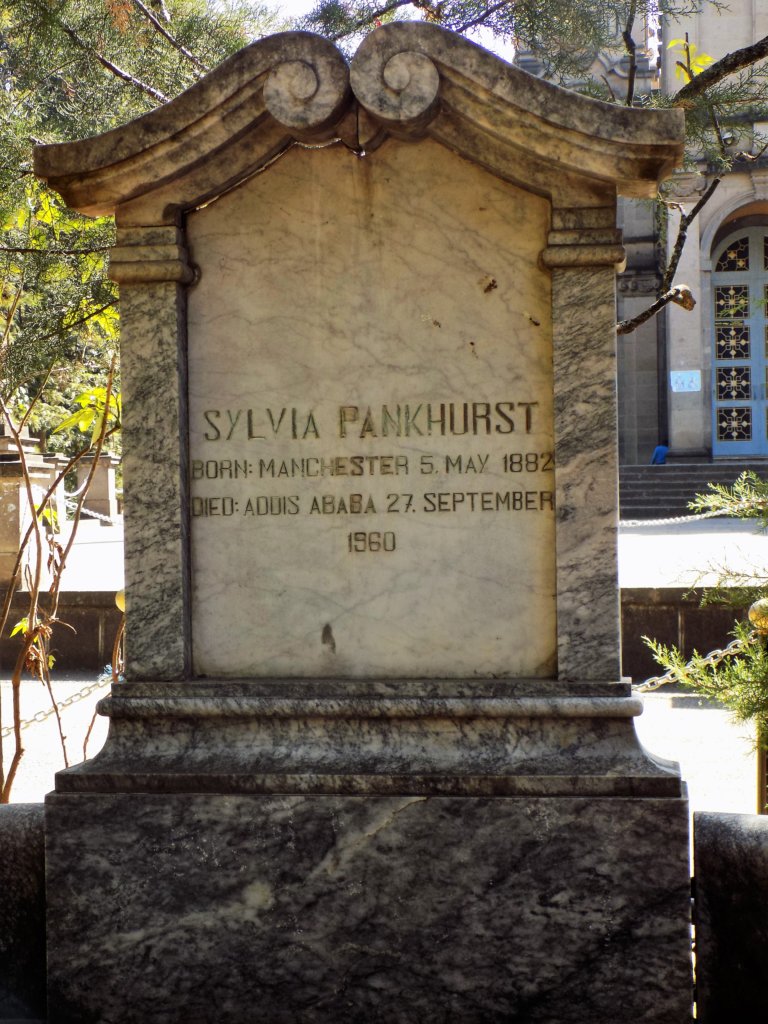 SYLVIA PANKHURST
BORN: MANCHESTER 5. MAY. 1882
DIED: ADDIS ABABA 27. SEPTEMBER
1960